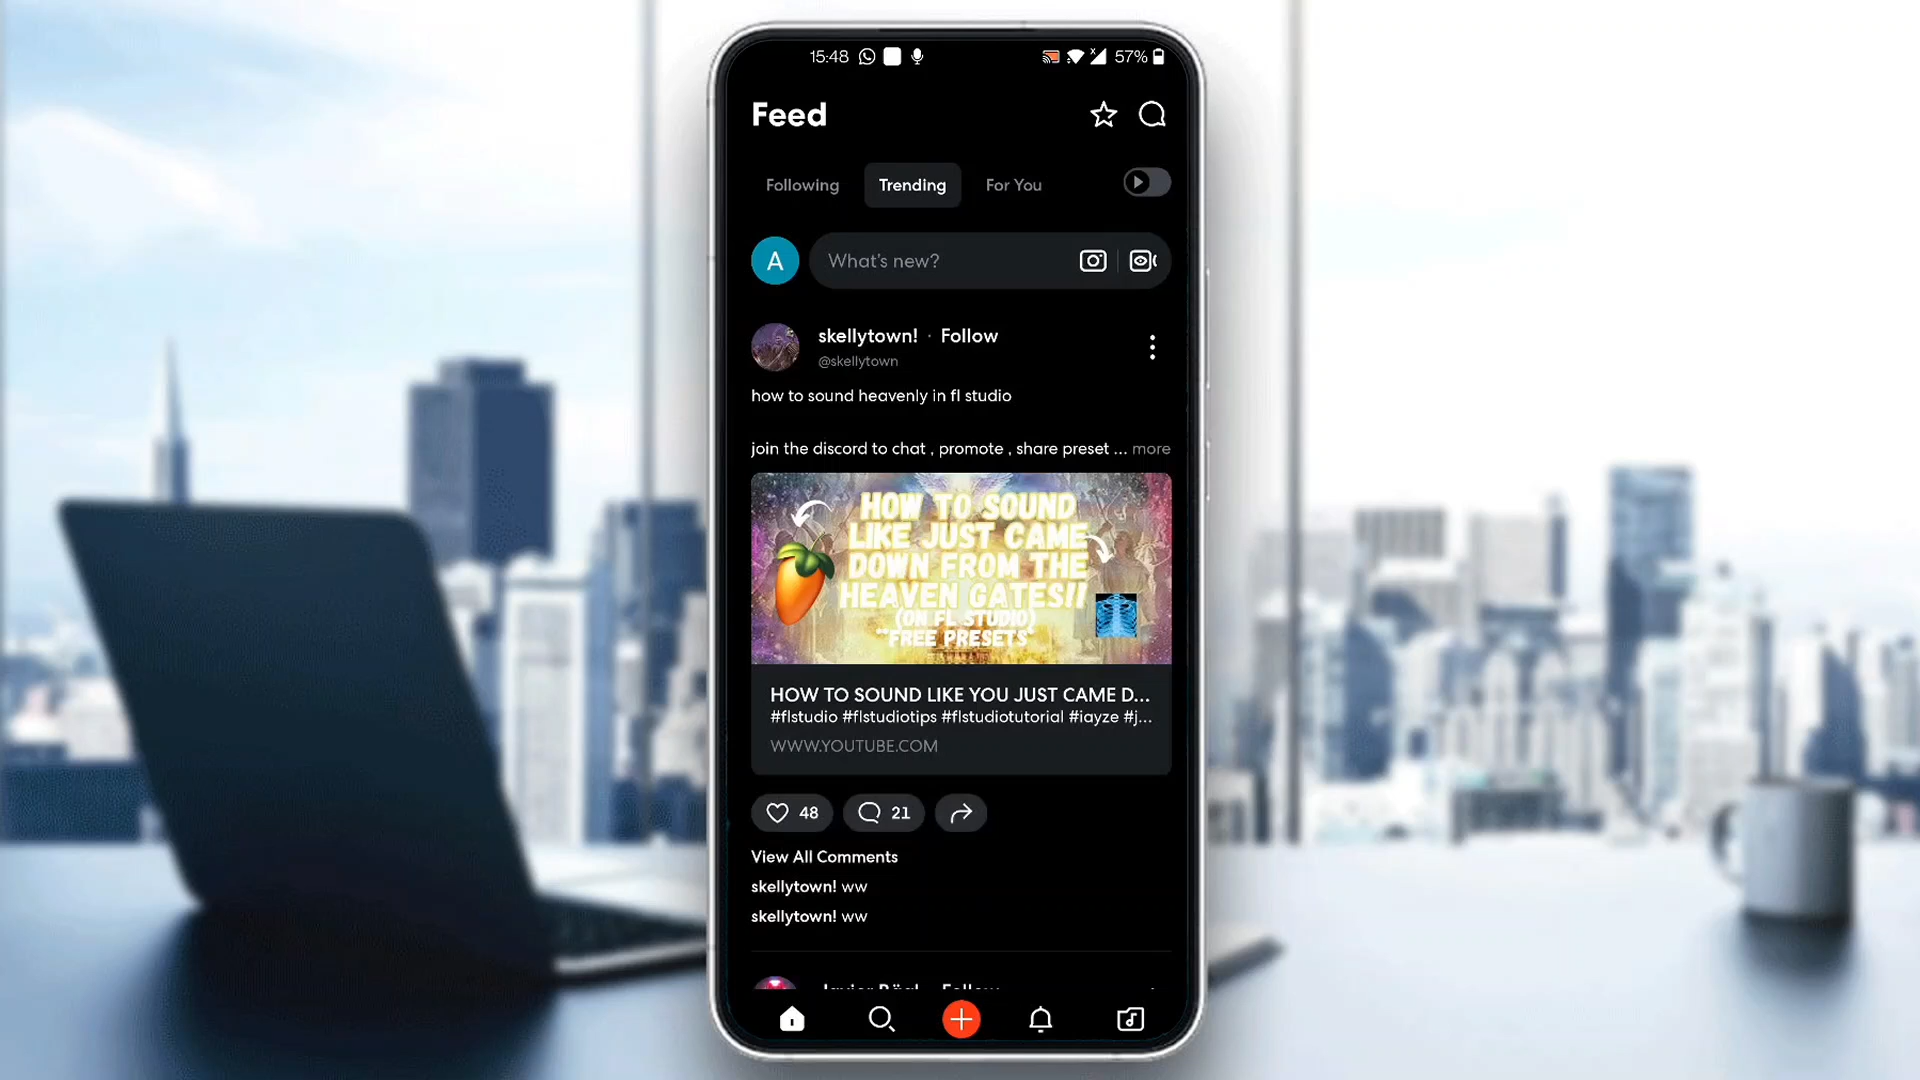 15:48 57%
Feed
Following Trending For You
A What's new?
skellytown! · Follow
@skellytown
how to sound heavenly in fl studio
join the discord to chat , promote , share preset ... more
HOW TO SOUND
LIKE JUST CAME
DOWN FROM THE
HEAVEN GATES!!
(ON FL STUDIO)
**FREE PRESETS*
HOW TO SOUND LIKE YOU JUST CAME D...
#flstudio #flstudiotips #flstudiotutorial #iayze #j...
WWW.YOUTUBE.COM
48 21
View All Comments
skellytown! ww
skellytown! ww